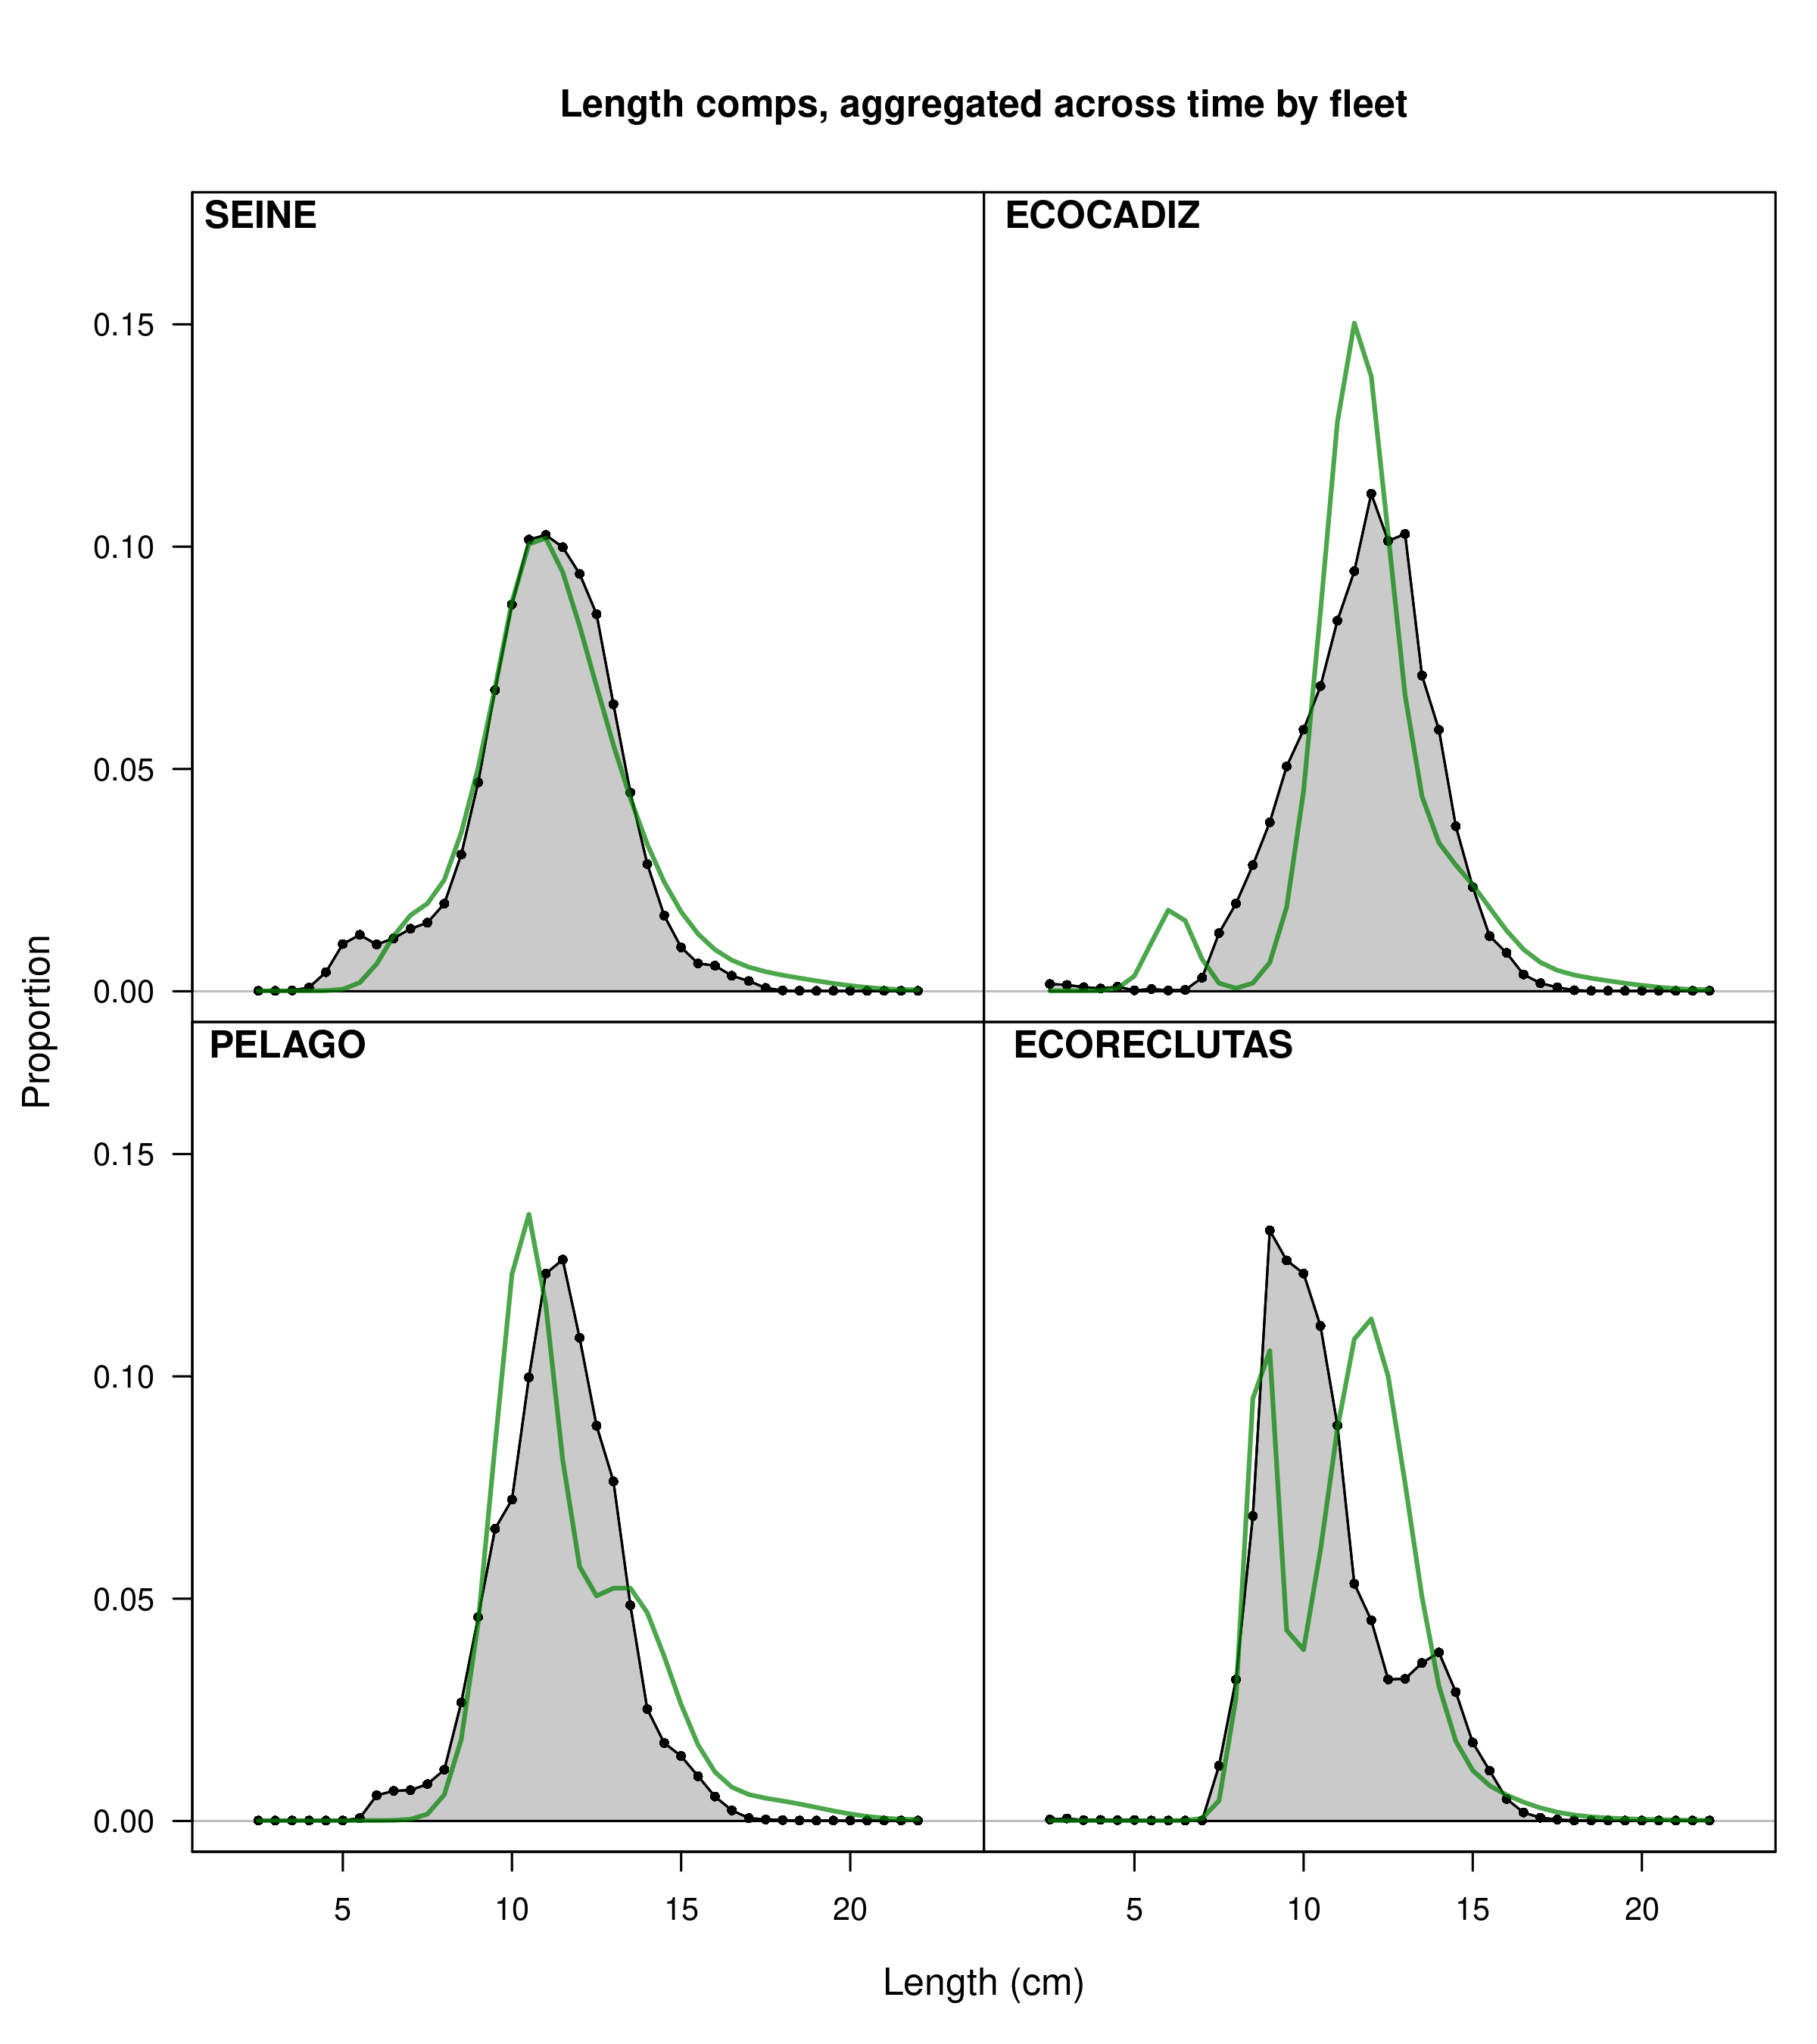 Length comps, aggregated across time by fleet
SEINE
ECOCADIZ
0.15
0.10
0.05
0.00
PELAGO
ECORECLUTAS
0.15
0.10
0.05
0.00
5 10 15 20 5 10 15 20
Length (cm)
Proportion